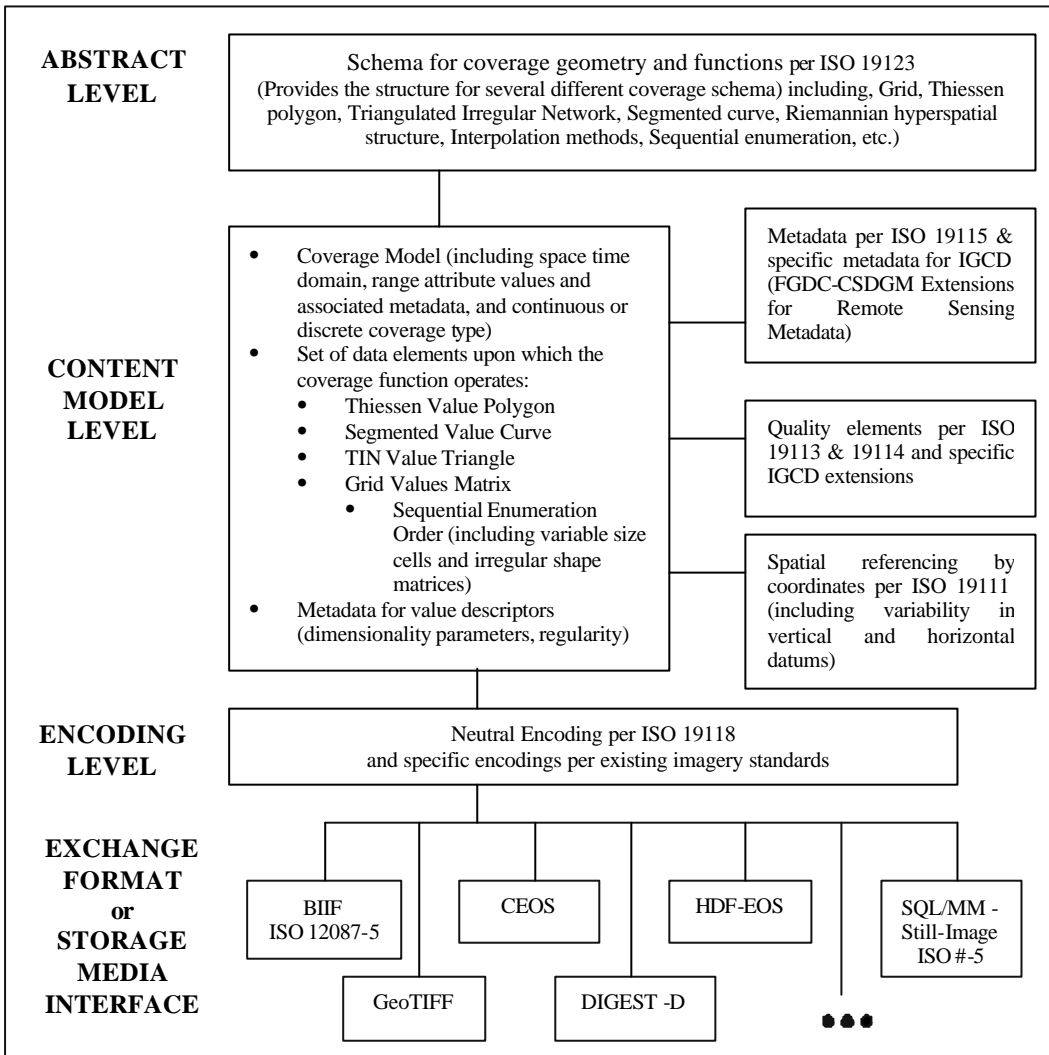 ABSTRACT
LEVEL
Schema for coverage geometry and functions per ISO 19123
(Provides the structure for several different coverage schema) including, Grid, Thiessen
polygon, Triangulated Irregular Network, Segmented curve, Riemannian hyperspatial
structure, Interpolation methods, Sequential enumeration, etc.)
CONTENT
MODEL
LEVEL
• Coverage Model (including space time
domain, range attribute values and
associated metadata, and continuous or
discrete coverage type)
• Set of data elements upon which the
coverage function operates:
• Thiessen Value Polygon
• Segmented Value Curve
• TIN Value Triangle
• Grid Values Matrix
• Sequential Enumeration
Order (including variable size
cells and irregular shape
matrices)
• Metadata for value descriptors
(dimensionality parameters, regularity)
Metadata per ISO 19115 &
specific metadata for IGCD
(FGDC-CSDGM Extensions
for Remote Sensing
Metadata)
Quality elements per ISO
19113 & 19114 and specific
IGCD extensions
Spatial referencing by
coordinates per ISO 19111
(including variability in
vertical and horizontal
datums)
ENCODING
LEVEL
Neutral Encoding per ISO 19118
and specific encodings per existing imagery standards
EXCHANGE
FORMAT
or
STORAGE
MEDIA
INTERFACE
BIIF
ISO 12087-5
CEOS
HDF-EOS
SQL/MM -
Still-Image
ISO #-5
GeoTIFF
DIGEST -D
•••